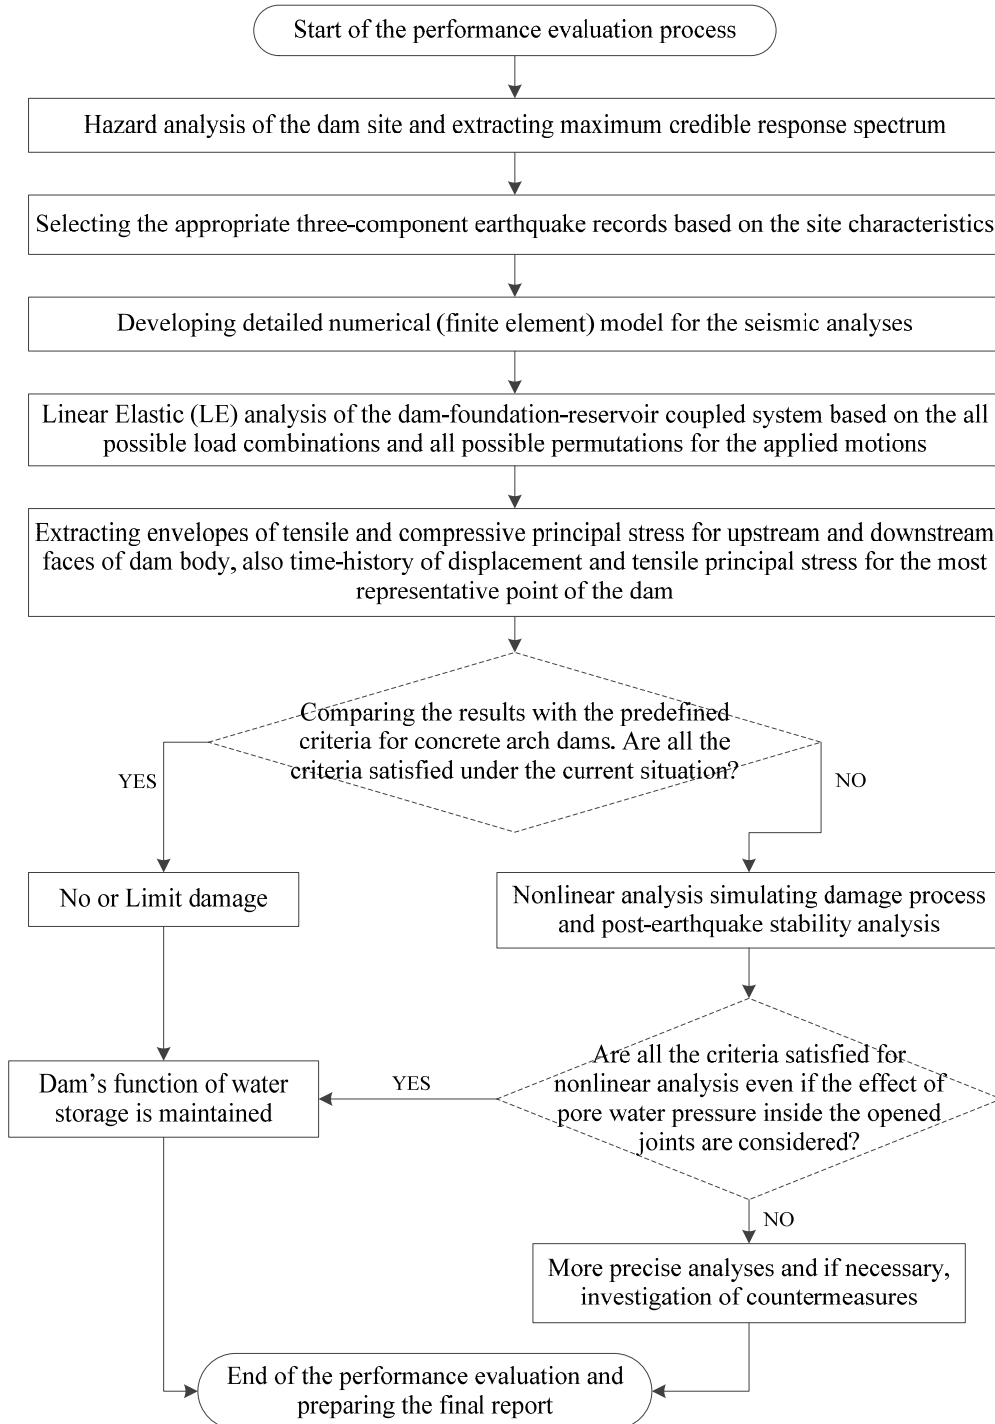 Start of the performance evaluation process
Hazard analysis of the dam site and extracting maximum credible response spectrum
Selecting the appropriate three-component earthquake records based on the site characteristics
Developing detailed numerical (finite element) model for the seismic analyses
Linear Elastic (LE) analysis of the dam-foundation-reservoir coupled system based on the all
possible load combinations and all possible permutations for the applied motions
Extracting envelopes of tensile and compressive principal stress for upstream and downstream
faces of dam body, also time-history of displacement and tensile principal stress for the most
representative point of the dam
Comparing the results with the predefined
criteria for concrete arch dams. Are all the
criteria satisfied under the current situation?
YES
NO
No or Limit damage
Nonlinear analysis simulating damage process
and post-earthquake stability analysis
Are all the criteria satisfied for
nonlinear analysis even if the effect of
pore water pressure inside the opened
joints are considered?
YES
Dam's function of water
storage is maintained
NO
More precise analyses and if necessary,
investigation of countermeasures
End of the performance evaluation and
preparing the final report